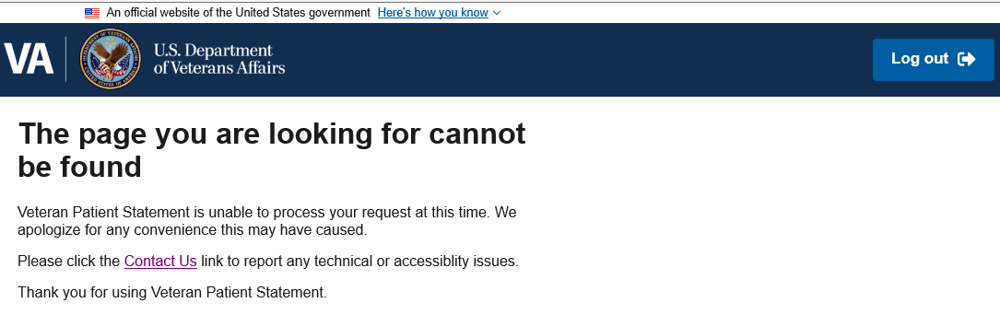 An official website of the United States government Here's how you know
VA
U.S. Department
of Veterans Affairs
Log out
The page you are looking for cannot
be found
Veteran Patient Statement is unable to process your request at this time. We
apologize for any convenience this may have caused.
Please click the Contact Us link to report any technical or accessiblity issues.
Thank you for using Veteran Patient Statement.